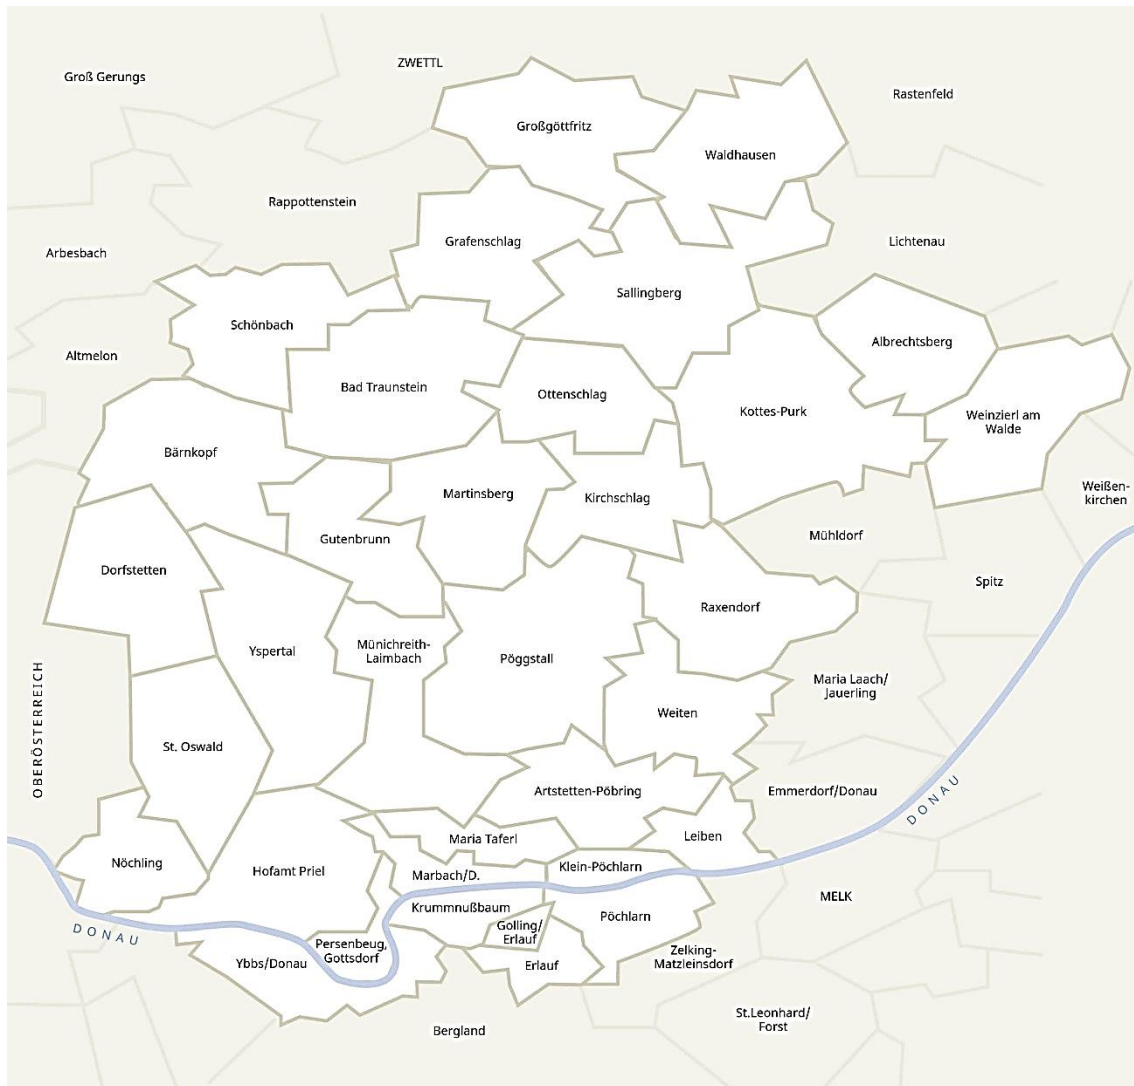 ZWETTL
Groß Gerungs
Rastenfeld
Großgöttfritz
Waldhausen
Rappottenstein
Grafenschlag
Lichtenau
Arbesbach
Sallingberg
Schönbach
Albrechtsberg
Altmelon
Bad Traunstein
Ottenschlag
Kottes-Purk
Weinzierl am
Walde
Bärnkopf
Martinsberg
Kirchschlag
Weißen-
kirchen
Gutenbrunn
Mühldorf
Dorfstetten
Spitz
Raxendorf
Yspertal
Münichreith-
Laimbach
Pöggstall
OBERÖSTERREICH
Maria Laach/
Jauerling
Weiten
St. Oswald
Artstetten-Pöbring
Emmerdorf/Donau
DONAU
Maria Taferl
Leiben
Nöchling
Hofamt Priel
Marbach/D.
Klein-Pöchlarn
MELK
Krummnußbaum
Pöchlarn
DONAU
Golling/
Erlauf
Persenbeug,
Gottsdorf
Zelking-
Matzleinsdorf
Ybbs/Donau
Erlauf
St.Leonhard/
Forst
Bergland